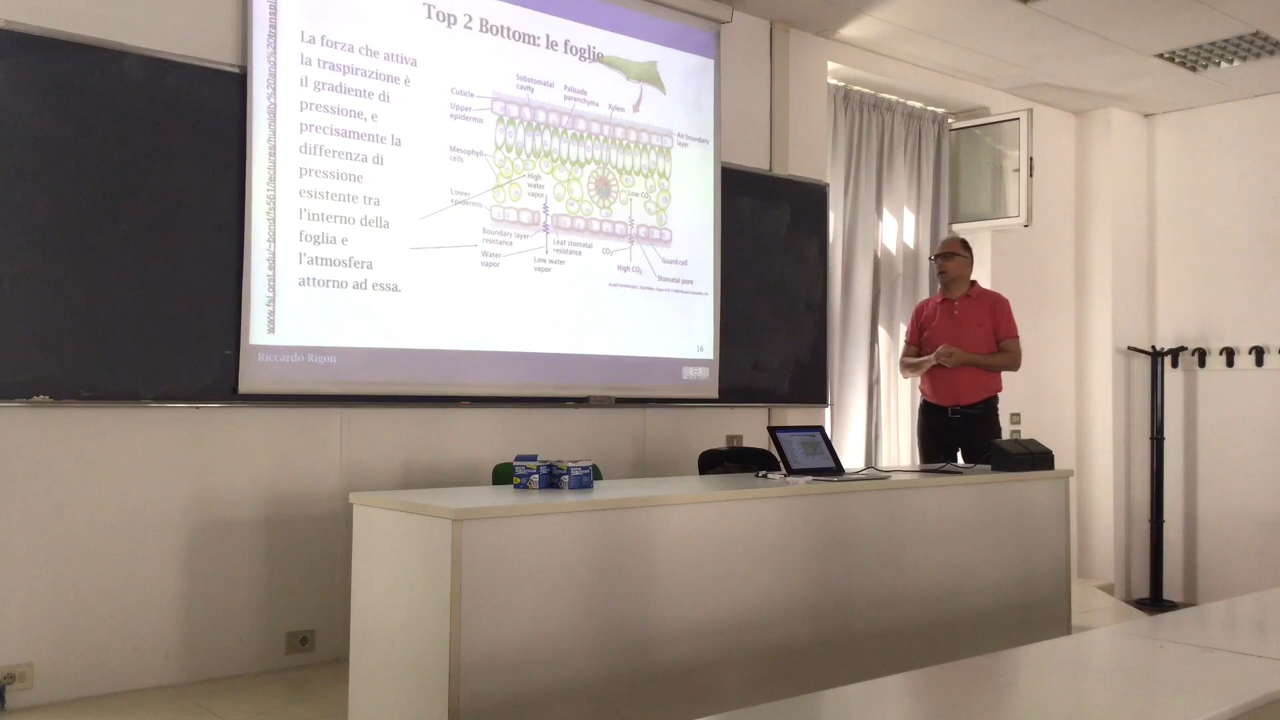 Top 2 Bottom: le foglie
La forza che attiva
la traspirazione è
il gradiente di
pressione, e
precisamente la
differenza di
pressione
esistente tra
l'interno della
foglia e
l'atmosfera
attorno ad essa.
Cuticle
Upper
epidermis
Substomatal
cavity
Palisade
parenchyma
Xylem
Air boundary
layer
Mesophyll
cells
High
water
vapor
Low CO2
Lower
epidermis
Boundary layer
resistance
Leaf stomatal
resistance
Water
vapor
Low water
vapor
CO2
High CO2
Guard cell
Stomatal pore
16
Riccardo Rigon